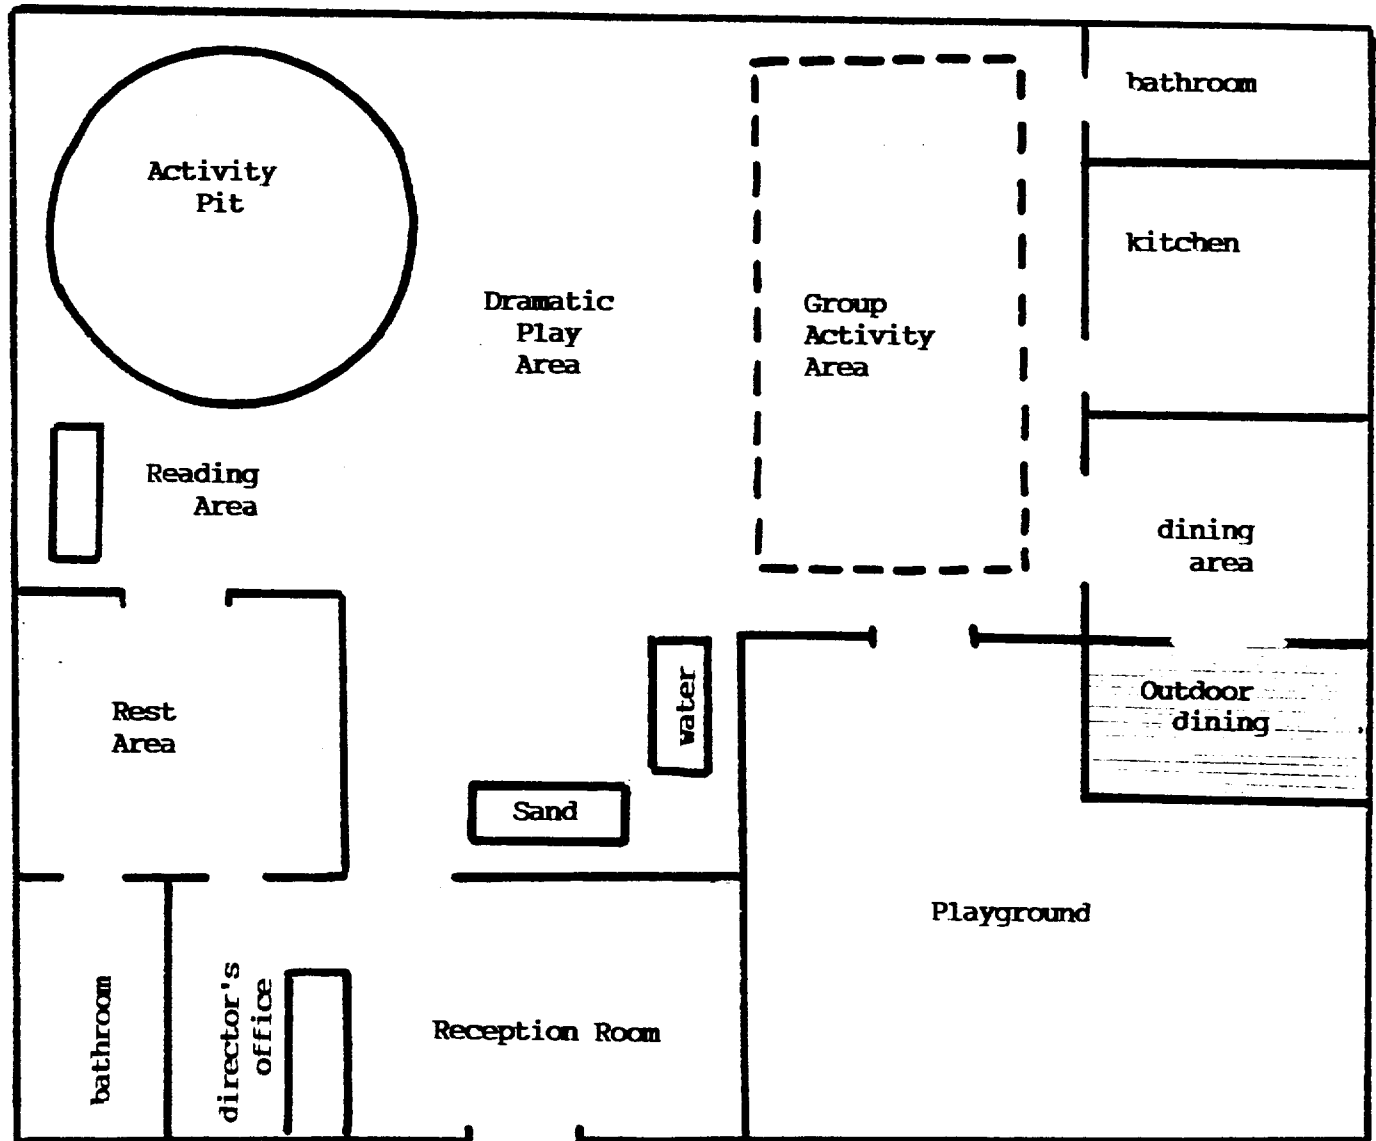 bathroom
Activity
Pit
kitchen
Dramatic
Play
Area
Group
Activity
Area
Reading
Area
dining
area
Rest
Area
water
Outdoor
dining
Sand
Playground
bathroom
director's
office
Reception Room